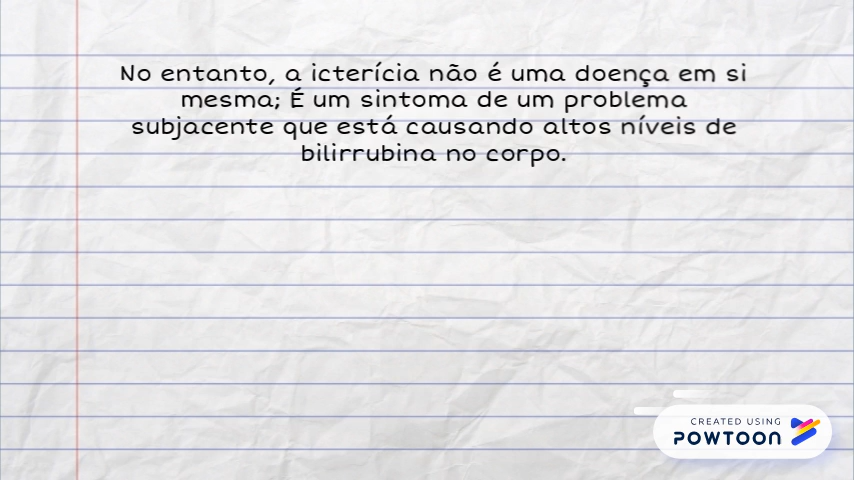 No entanto, a icterícia não é uma doença em si
mesma; É um sintoma de um problema
subjacente que está causando altos níveis de
bilirrubina no corpo.
CREATED USING
POWTOON